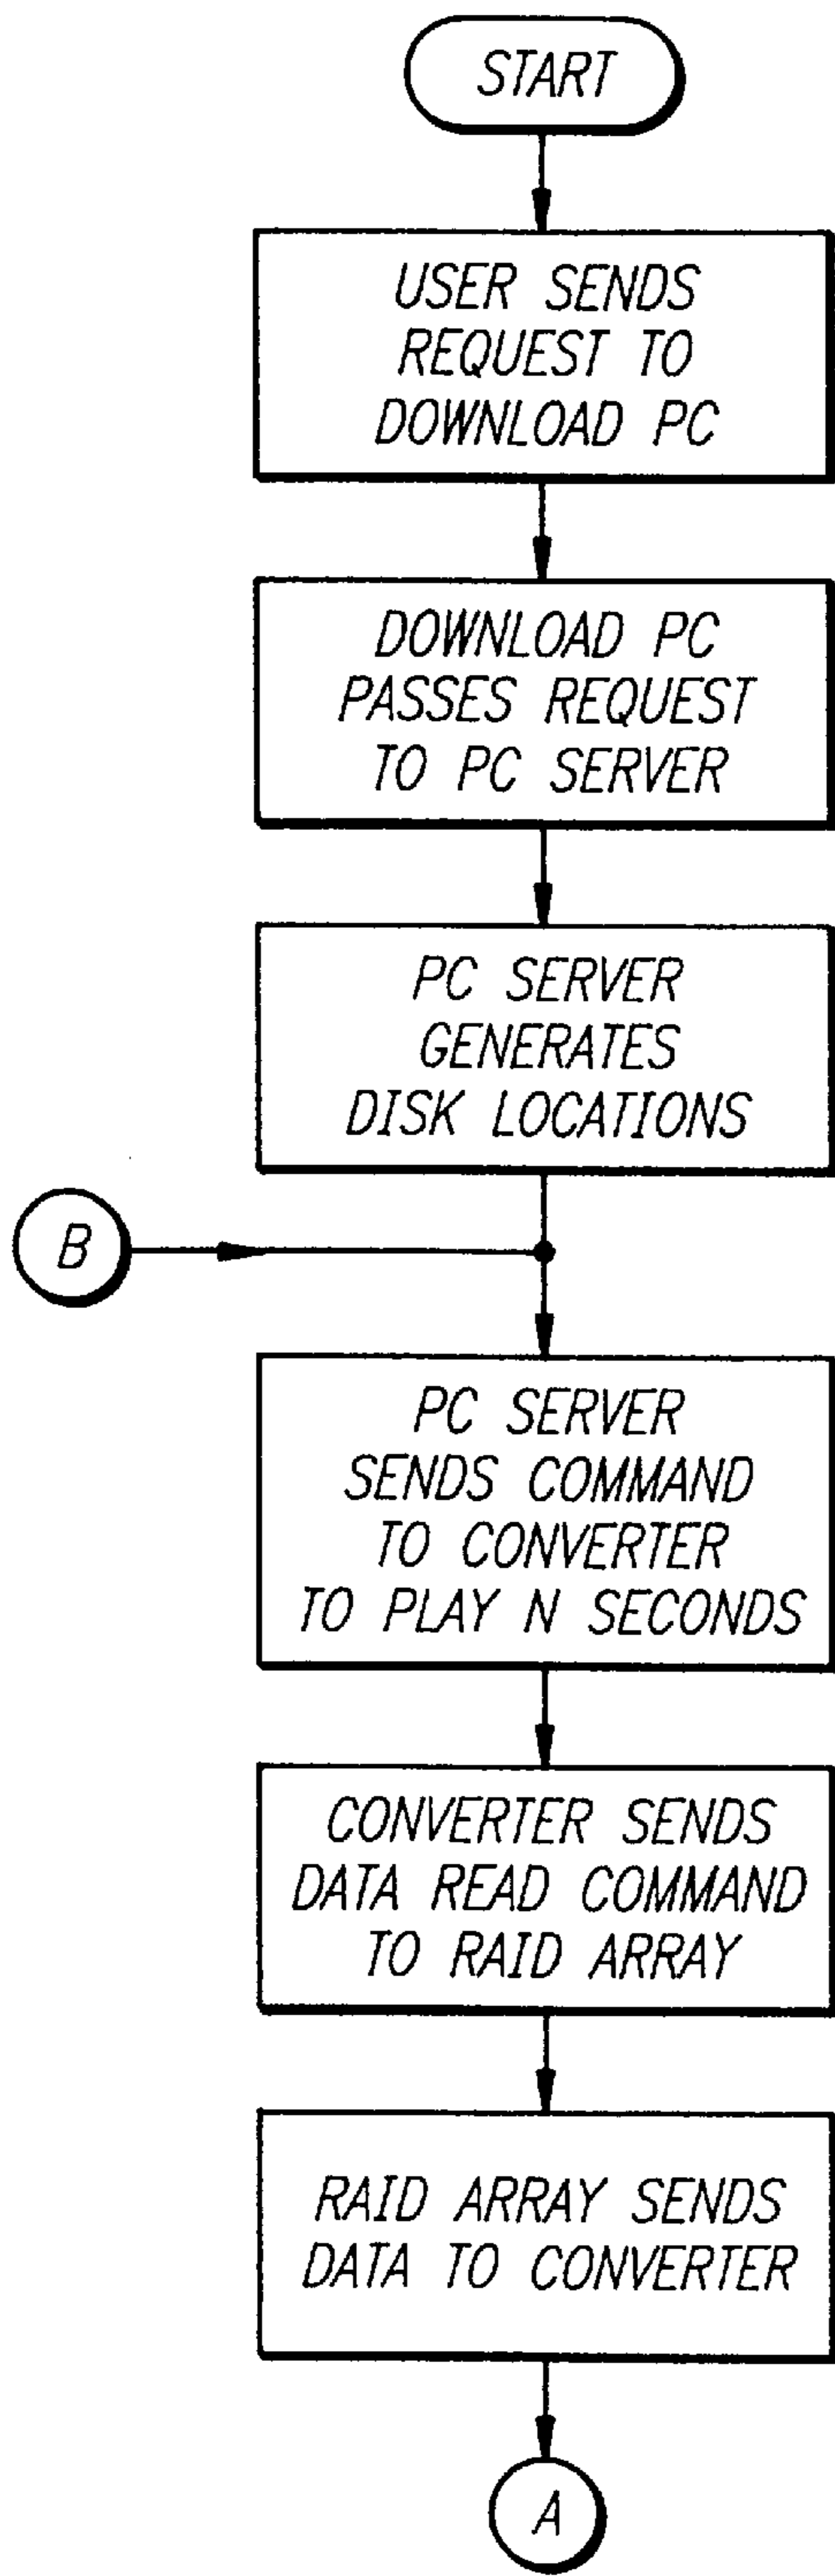 START
USER SENDS
REQUEST TO
DOWNLOAD PC
DOWNLOAD PC
PASSES REQUEST
TO PC SERVER
PC SERVER
GENERATES
DISK LOCATIONS
B
PC SERVER
SENDS COMMAND
TO CONVERTER
TO PLAY N SECONDS
CONVERTER SENDS
DATA READ COMMAND
TO RAID ARRAY
RAID ARRAY SENDS
DATA TO CONVERTER
A